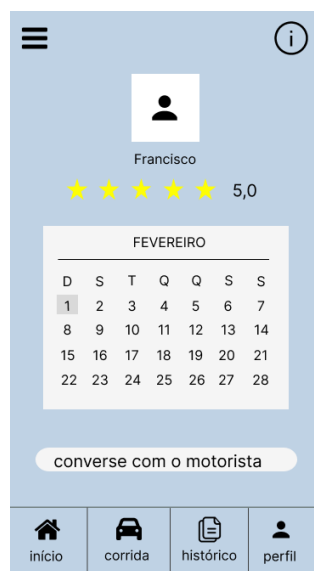 i
Francisco
5,0
FEVEREIRO
D S T Q Q S S
1 2 3 4 5 6 7
8 9 10 11 12 13 14
15 16 17 18 19 20 21
22 23 24 25 26 27 28
converse com o motorista
início corrida histórico perfil